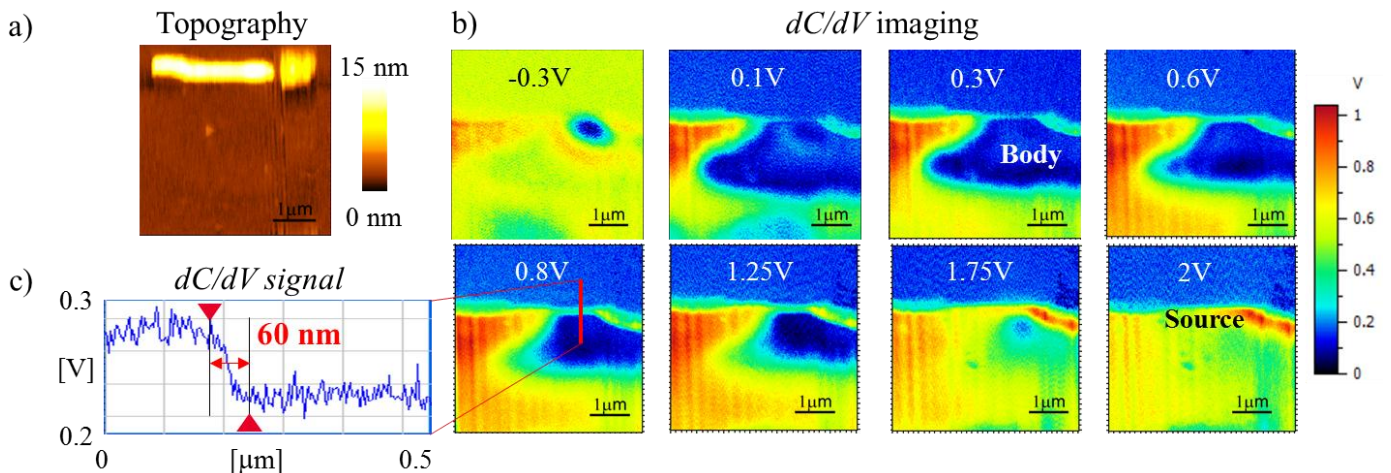 a)
Topography
15 nm
0 nm
1μm
b)
dC/dV imaging
-0.3V
1μm
0.1V
1μm
0.3V
Body
1μm
0.6V
1μm
0.8V
1μm
1.25V
1μm
1.75V
1μm
2V
Source
1μm
V
1
0.8
0.6
0.4
0.2
0
c)
dC/dV signal
0.3
60 nm
[V]
0.2
0
[μm]
0.5